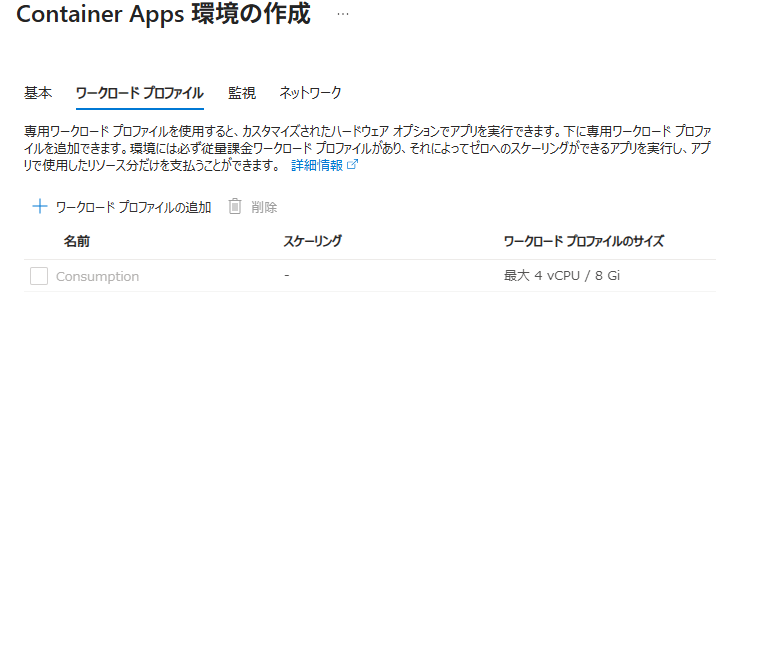 Container Apps 環境の作成 ...
基本 ワークロード プロファイル 監視 ネットワーク
専用ワークロード プロファイルを使用すると、カスタマイズされたハードウェア オプションでアプリを実行できます。下に専用ワークロード プロファ
イルを追加できます。環境には必ず従量課金ワークロード プロファイルがあり、それによってゼロへのスケーリングができるアプリを実行し、アプ
リで使用したリソース分だけを支払うことができます。 詳細情報
ワークロード プロファイルの追加 削除
名前 スケーリング ワークロード プロファイルのサイズ
Consumption - 最大 4 vCPU / 8 Gi